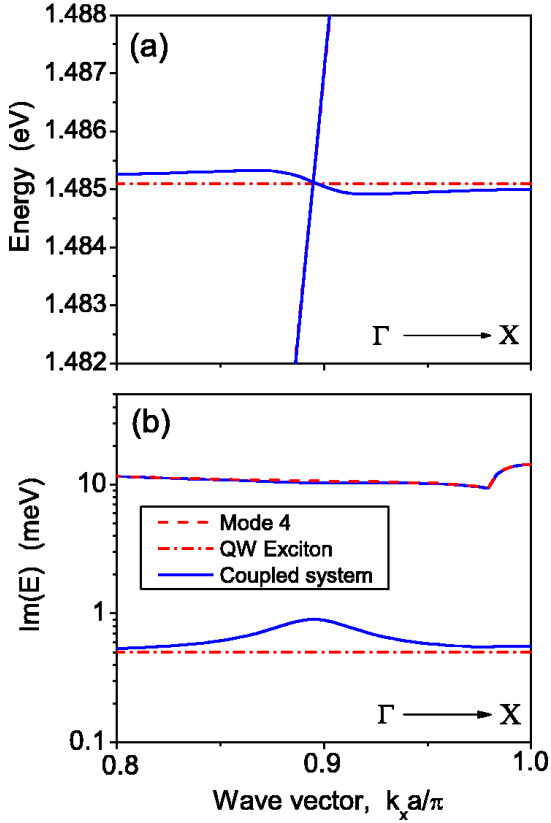 (a)
Energy (eV)
1.488
1.487
1.486
1.485
1.484
1.483
1.482
Γ X
(b)
Im(E) (meV)
10
1
0.1
Mode 4
QW Exciton
Coupled system
Γ X
0.8 0.9 1.0
Wave vector, kₓa/π